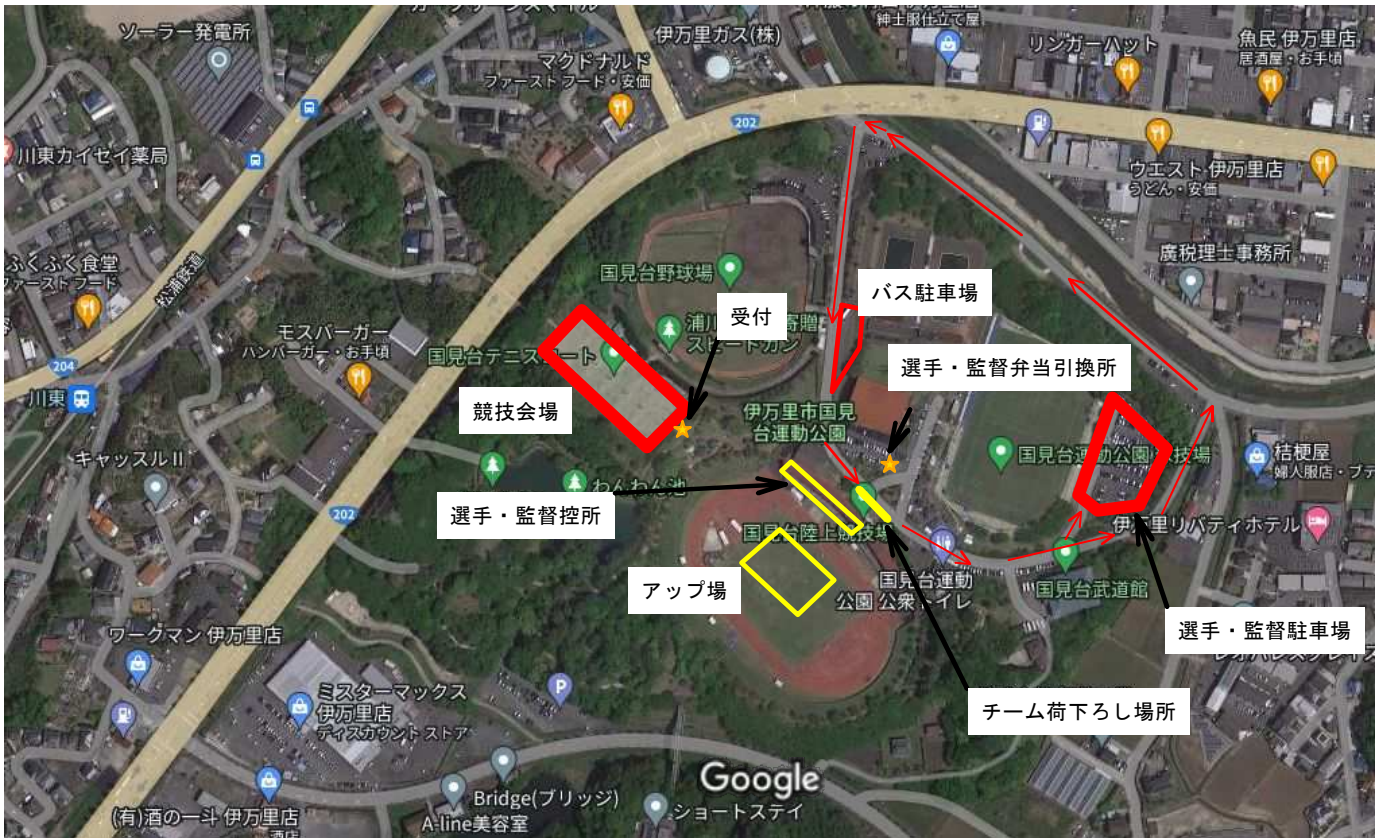 ソーラー発電所
伊万里ガス(株)
紳士服仕立て屋
リンガーハット
魚民 伊万里店
居酒屋・お手頃
マクドナルド
ファースト フード・安価
202
川東カイセイ薬局
ウエスト 伊万里店
うどん・安価
廣税理士事務所
ふくふく食堂
ファースト フード
松浦鉄道
国見台野球場
バス駐車場
受付
モスバーガー
ハンバーガー・お手頃
国見台テニスコート
寄贈
スピードガン
選手・監督弁当引換所
204
川東
競技会場
伊万里市国見
台運動公園
国見台運動公園
技場
桔梗屋
婦人服店・ブテ
キャッスルⅡ
わんわん池
選手・監督控所
202
国見台陸上競技場
伊万里リバティホテル
アップ場
国見台運動
公園 公衆トイレ
国見台武道館
選手・監督駐車場
ワークマン 伊万里店
ミスターマックス
伊万里店
ディスカウント ストア
P
チーム荷下ろし場所
Google
Bridge(ブリッジ)
A-line美容室
ショートステイ
(有)酒の一斗 伊万里店
酒店